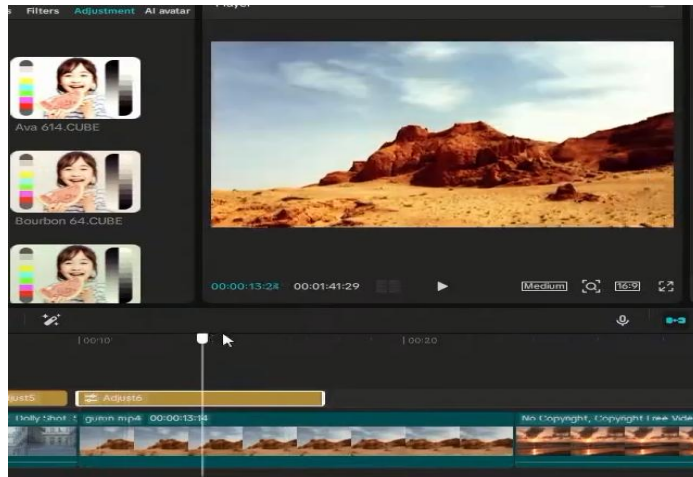 Filters Adjustment AI avatar
Player
Ava 614.CUBE
Bourbon 64.CUBE
00:00:13:24 00:01:41:29
Medium 16:9
00:10 00:20
Adjust6
00:00:13:14
No Copyright, Copyright Free Vide